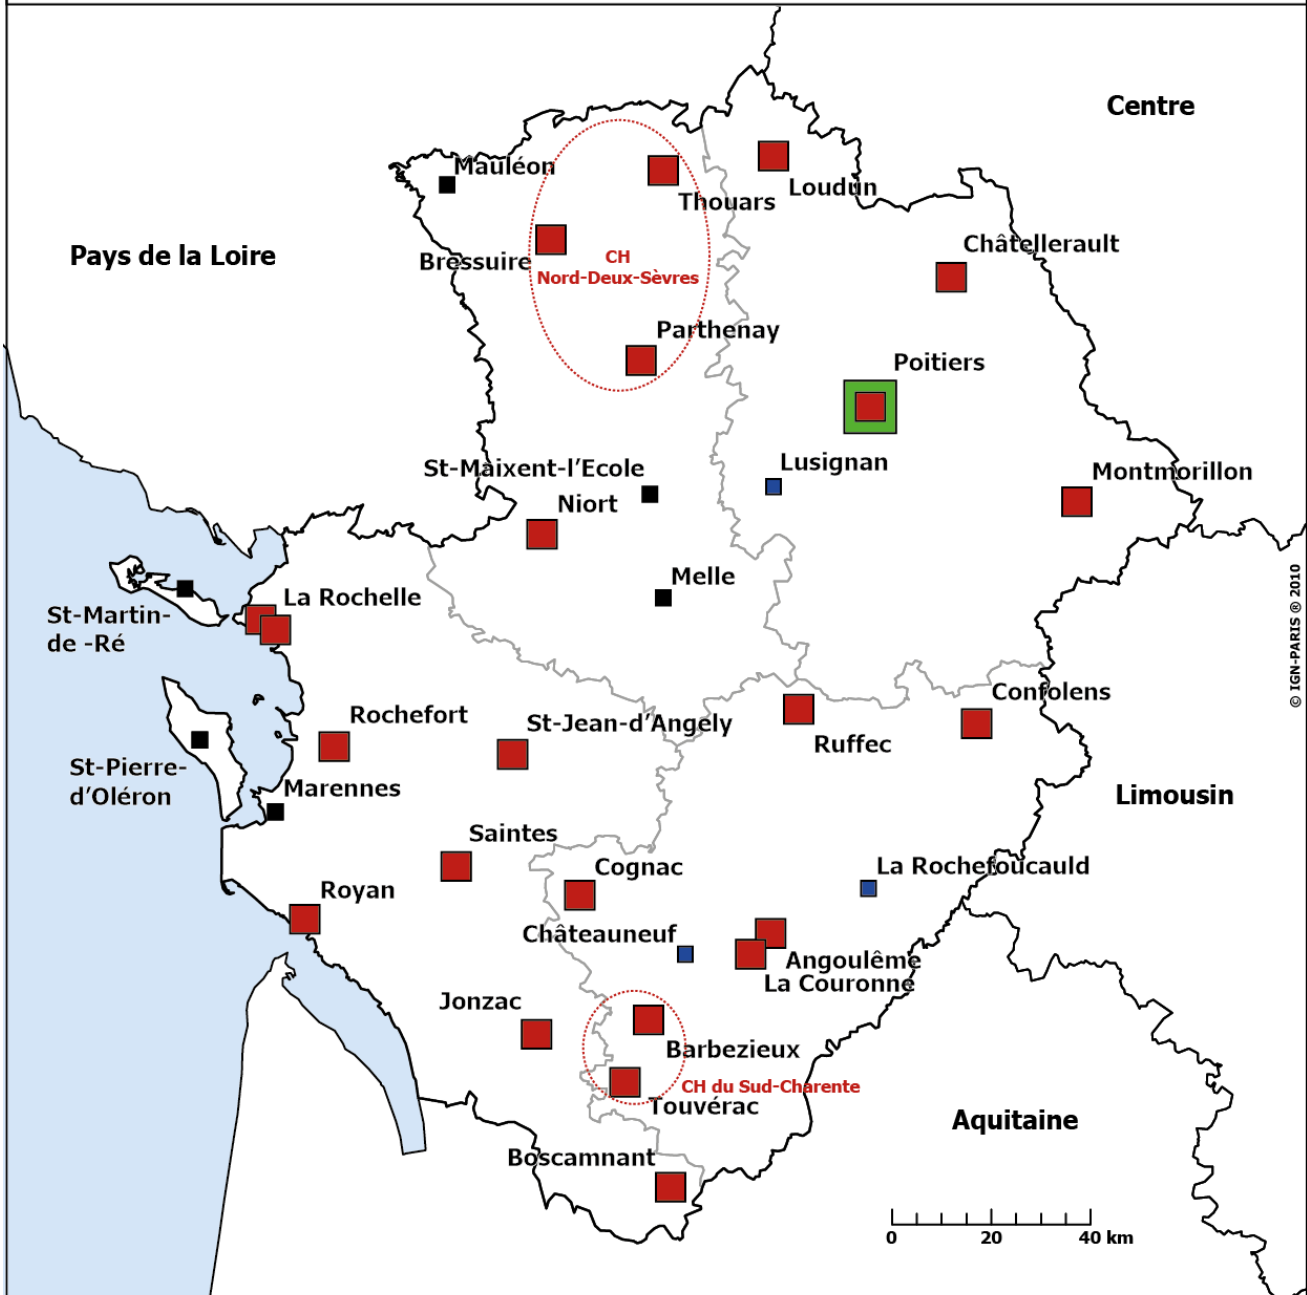 Centre
Mauléon
Loudun
Thouars
Châtellerault
Pays de la Loire
Bressuire
CH
Nord-Deux-Sèvres
Parthenay
Poitiers
St-Maixent-l'Ecole
Lusignan
Montmorillon
Niort
Melle
La Rochelle
St-Martin-
de -Ré
© IGN-PARIS ® 2010
Confolens
Rochefort
St-Jean-d'Angely
Ruffec
St-Pierre-
d'Oléron
Marennes
Limousin
Saintes
Cognac
La Rochefoucauld
Royan
Châteauneuf
Angoulême
La Couronne
Jonzac
Barbezieux
CH du Sud-Charente
Touvérac
Aquitaine
Boscamnant
0 20 40 km